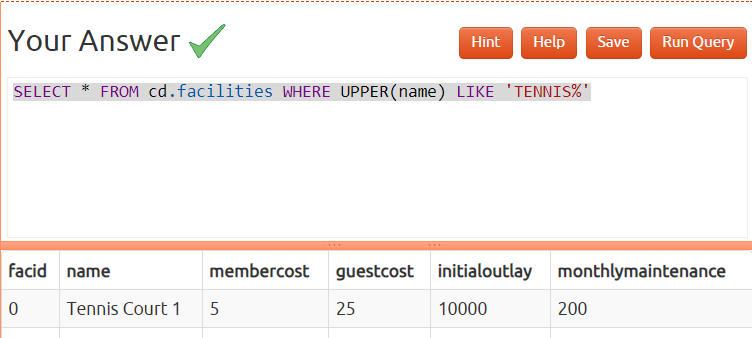 Your Answer
Hint Help Save Run Query
SELECT * FROM cd.facilities WHERE UPPER(name) LIKE 'TENNIS%'
facid name membercost guestcost initialoutlay monthlymaintenance
0 Tennis Court 1 5 25 10000 200